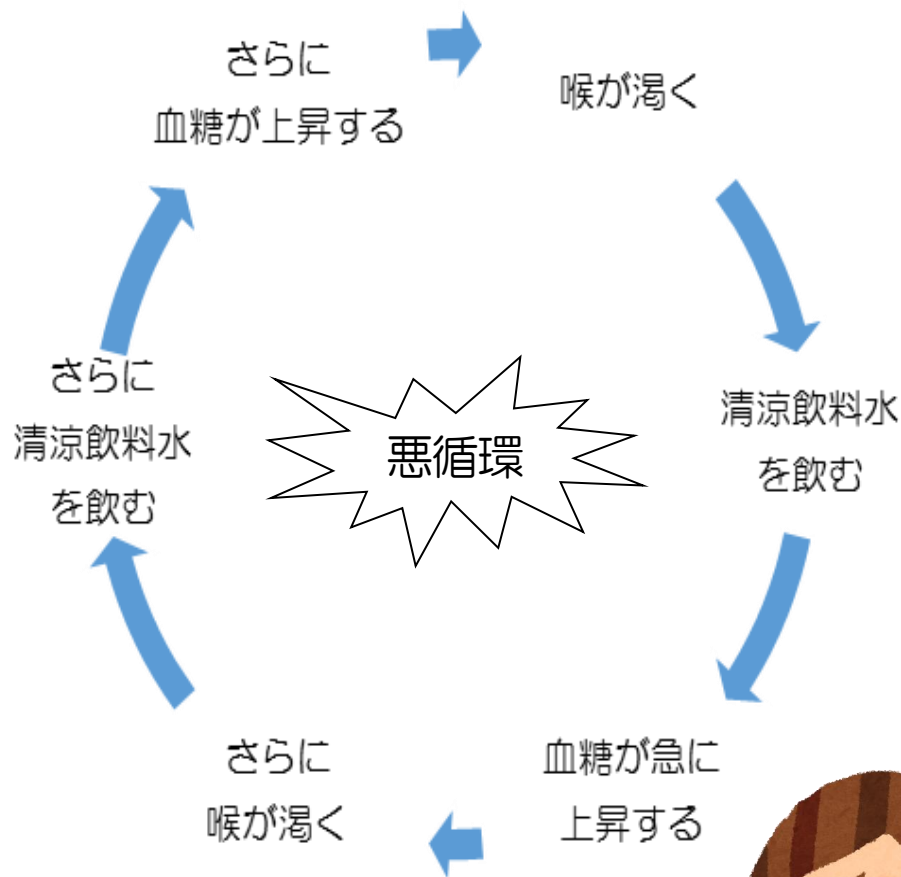 さらに
血糖が上昇する
喉が渇く
清涼飲料水
を飲む
血糖が急に
上昇する
さらに
喉が渇く
さらに
清涼飲料水
を飲む
悪循環